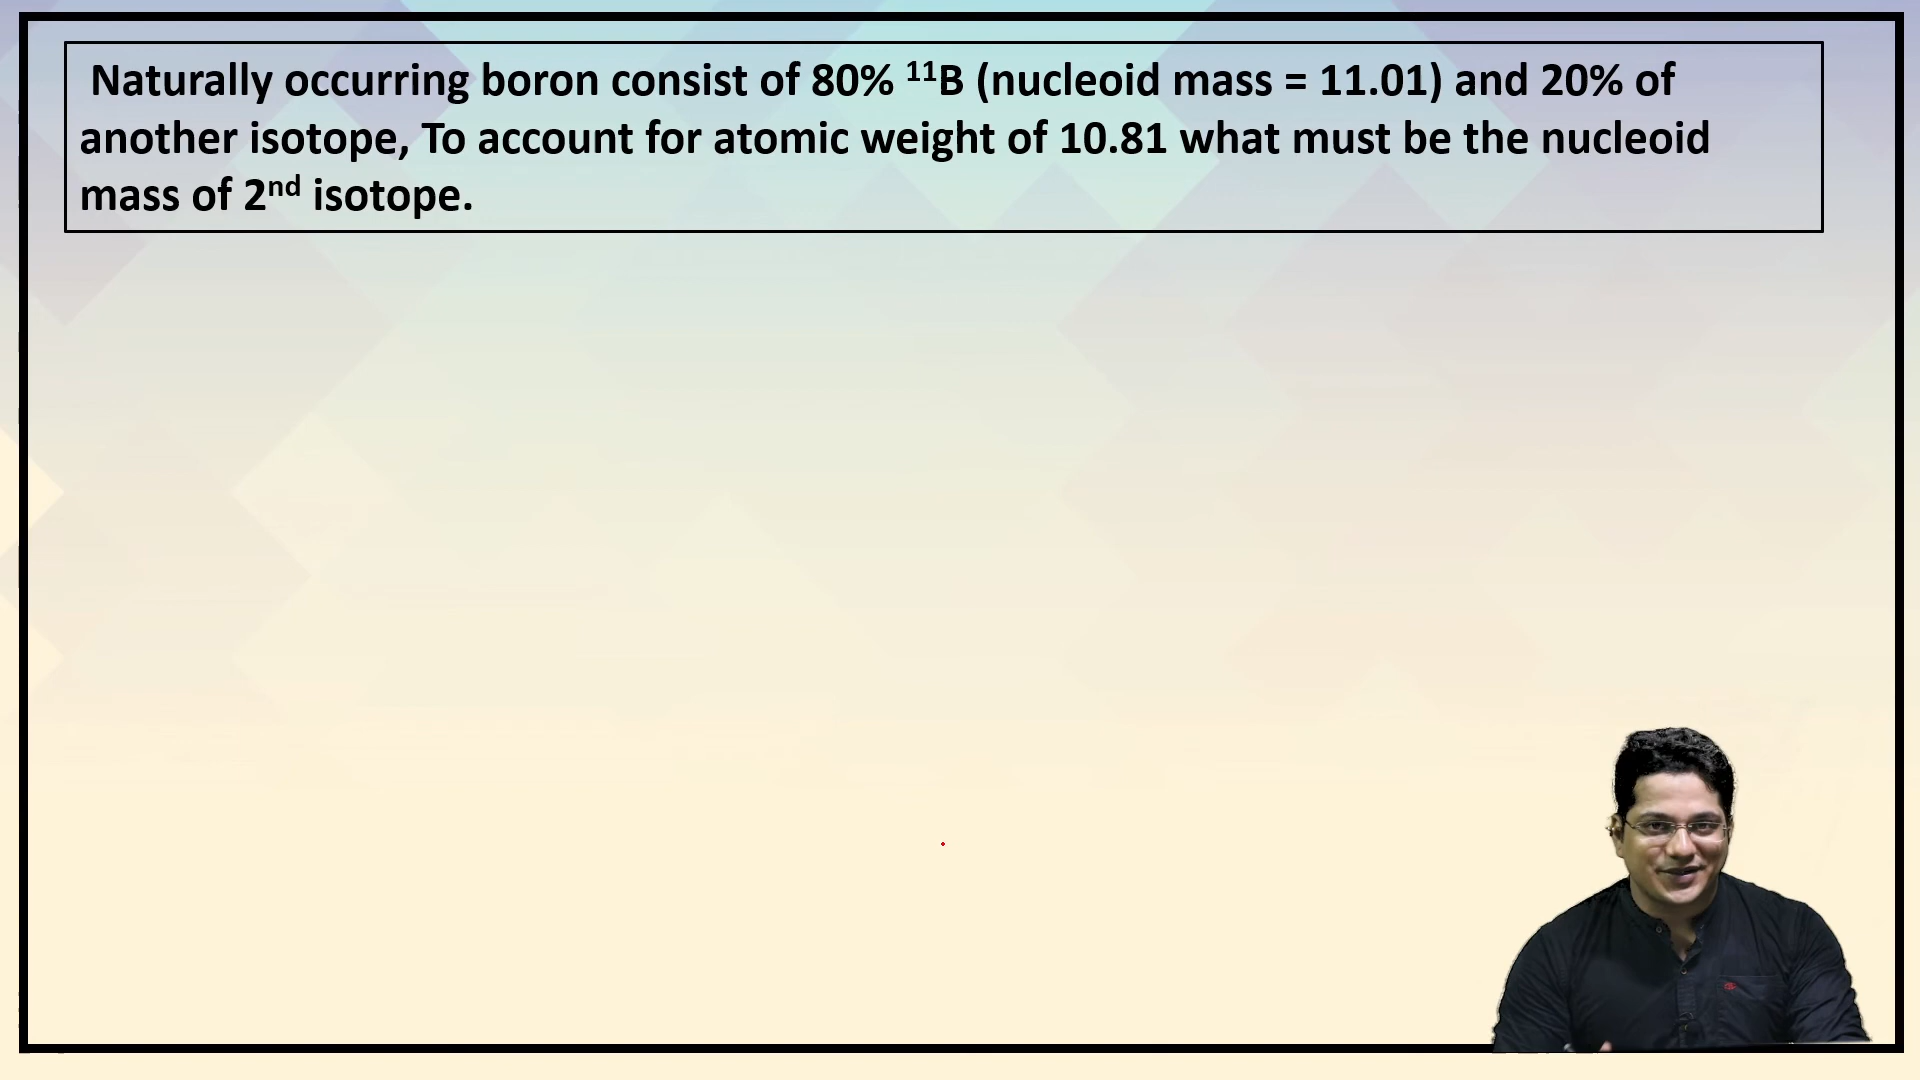 Naturally occurring boron consist of 80% ¹¹B (nucleoid mass = 11.01) and 20% of
another isotope, To account for atomic weight of 10.81 what must be the nucleoid
mass of 2ⁿᵈ isotope.